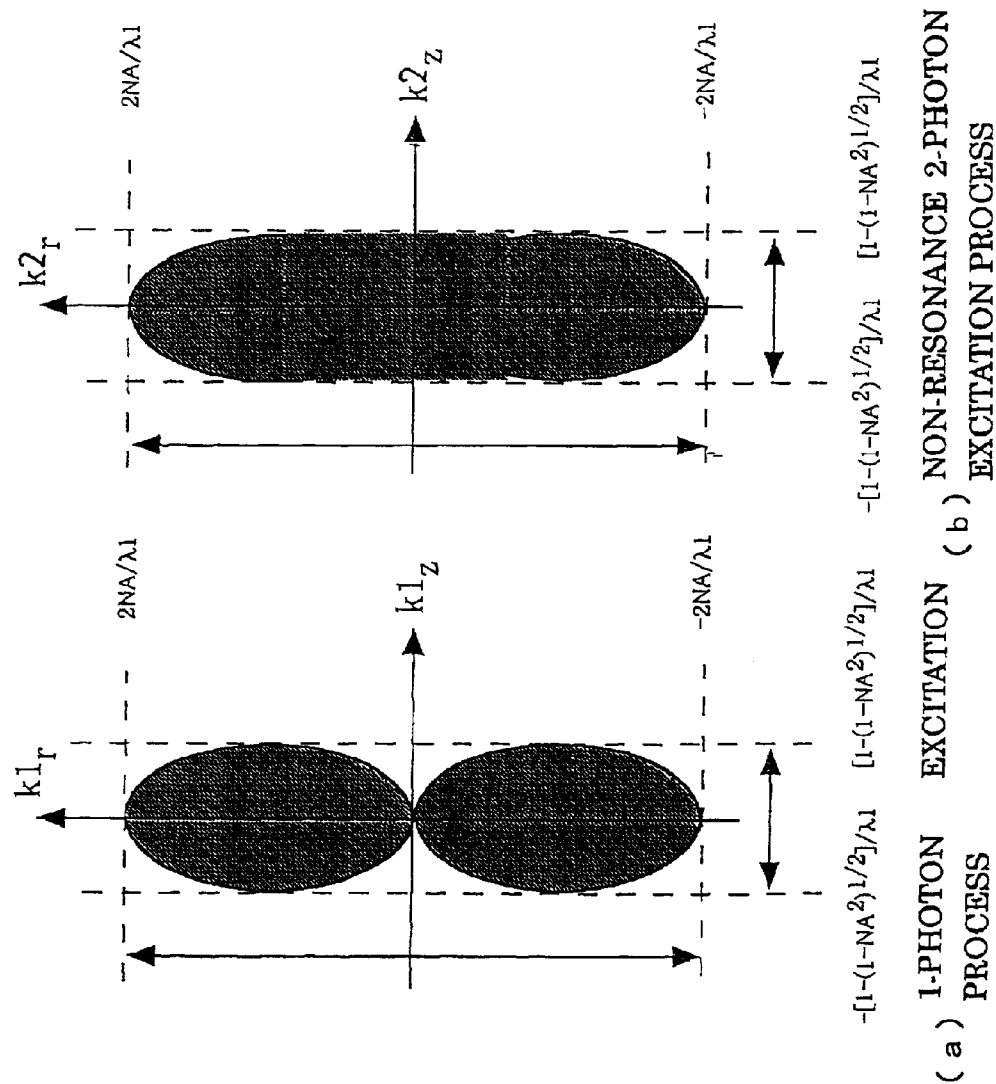 k1r
2NA/λ1
k1z
-2NA/λ1
-[1-(1-NA²)1/2]/λ1
[1-(1-NA²)1/2]/λ1
(a) 1-PHOTON EXCITATION
PROCESS
k2r
2NA/λ1
k2z
-2NA/λ1
-[1-(1-NA²)1/2]/λ1
[1-(1-NA²)1/2]/λ1
(b) NON-RESONANCE 2-PHOTON
EXCITATION PROCESS